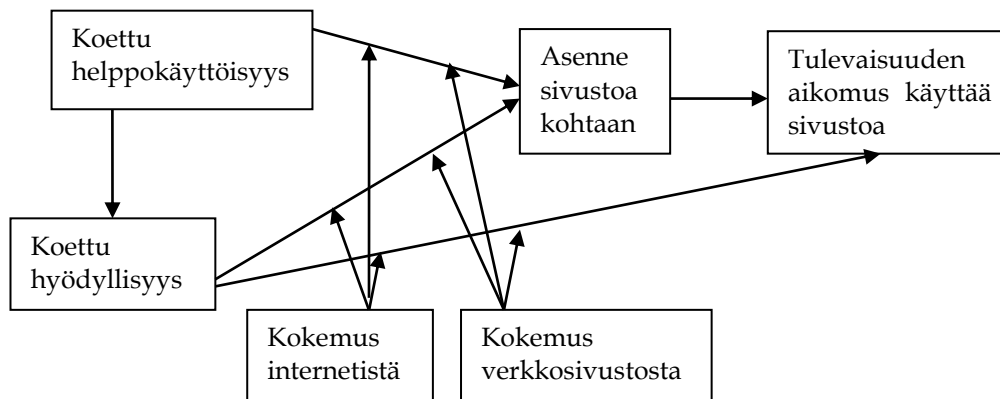 Koettu
helppokäyttöisyys
Asenne
sivustoa
kohtaan
Tulevaisuuden
aikomus käyttää
sivustoa
Koettu
hyödyllisyys
Kokemus
internetistä
Kokemus
verkkosivustosta